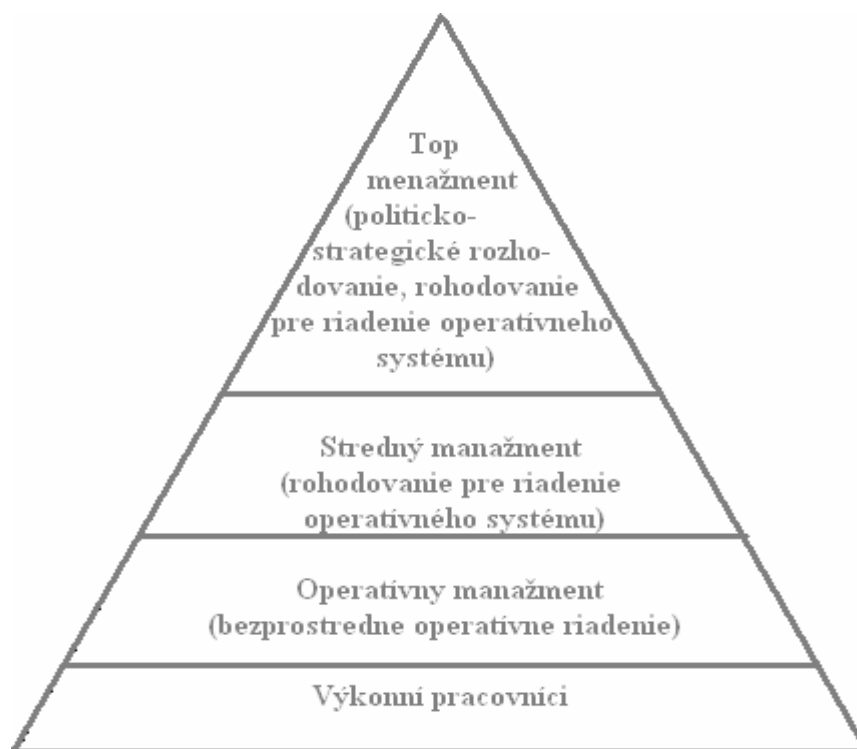 Top
menažment
(politicko-
strategické rozho-
dovanie, rohodovanie
pre riadenie operatívneho
systému)
Stredný manažment
(rohodovanie pre riadenie
operatívného systému)
Operatívny manažment
(bezprostredne operatívne riadenie)
Výkonní pracovníci